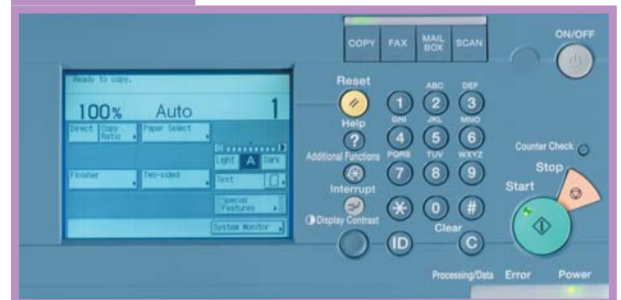 COPY FAX MAIL BOX SCAN
ON/OFF
Ready to copy.
100% Auto 1
Direct Copy Ratio Paper Select
Light A Dark
Finisher Two-sided Text
Special Features
System Monitor
Reset
Help
?
Additional Functions
Interrupt
Display Contrast
ABC DEF
1 2 3
GHI JKL MNO
4 5 6
PQRS TUV WXYZ
7 8 9
0 #
Clear
ID C
Counter Check
Stop
Start
Processing/Data Error Power